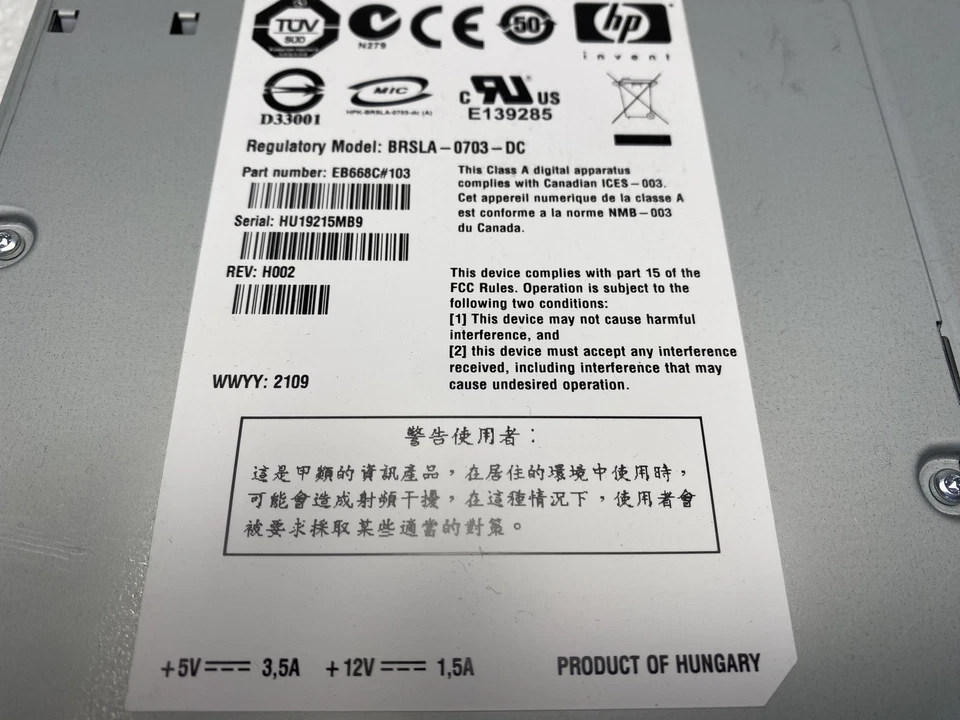 TÜV
SÜD
N279
CE
50
hp
invent
D33001
MIC
HPK-BRSLA-0703-dc (A)
C RU US
E139285
Regulatory Model: BRSLA-0703-DC
Part number: EB668C#103
Serial: HU19215MB9
REV: H002
WWYY: 2109
This Class A digital apparatus
complies with Canadian ICES-003.
Cet appareil numerique de la classe A
est conforme a la norme NMB-003
du Canada.
This device complies with part 15 of the
FCC Rules. Operation is subject to the
following two conditions:
[1] This device may not cause harmful
interference, and
[2] this device must accept any interference
received, including interference that may
cause undesired operation.
警告使用者：
這是甲類的資訊產品，在居住的環境中使用時，
可能會造成射頻干擾，在這種情況下，使用者會
被要求採取某些適當的對策。
+5V 3,5A +12V 1,5A
PRODUCT OF HUNGARY